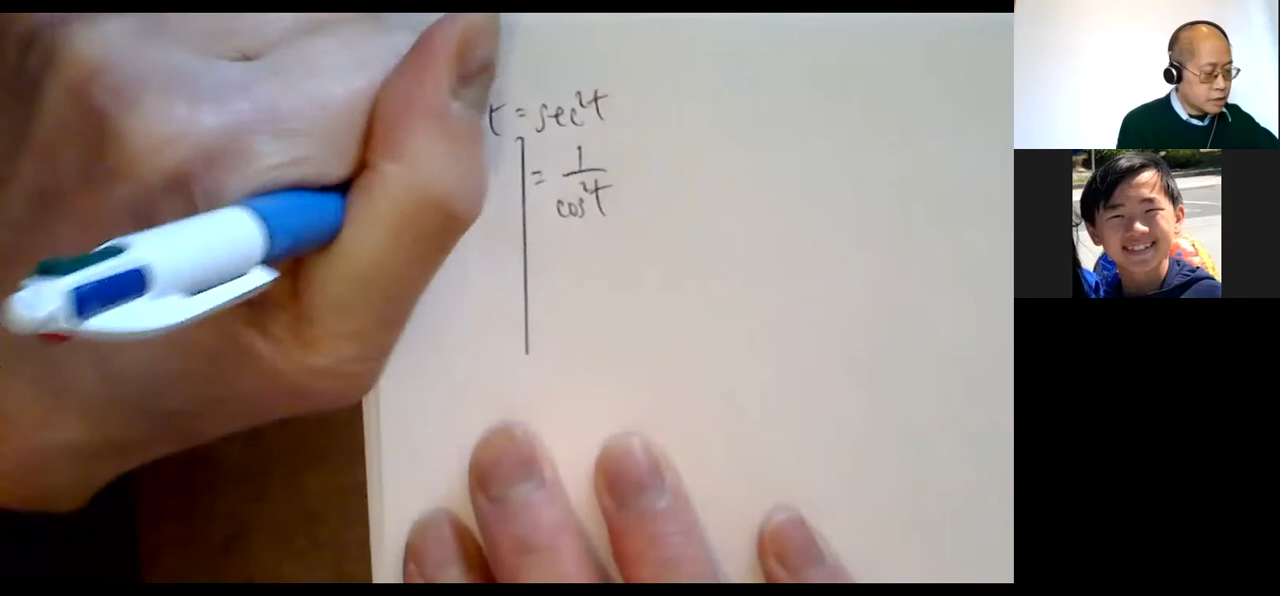 t = sec²t
= 1/cos²t